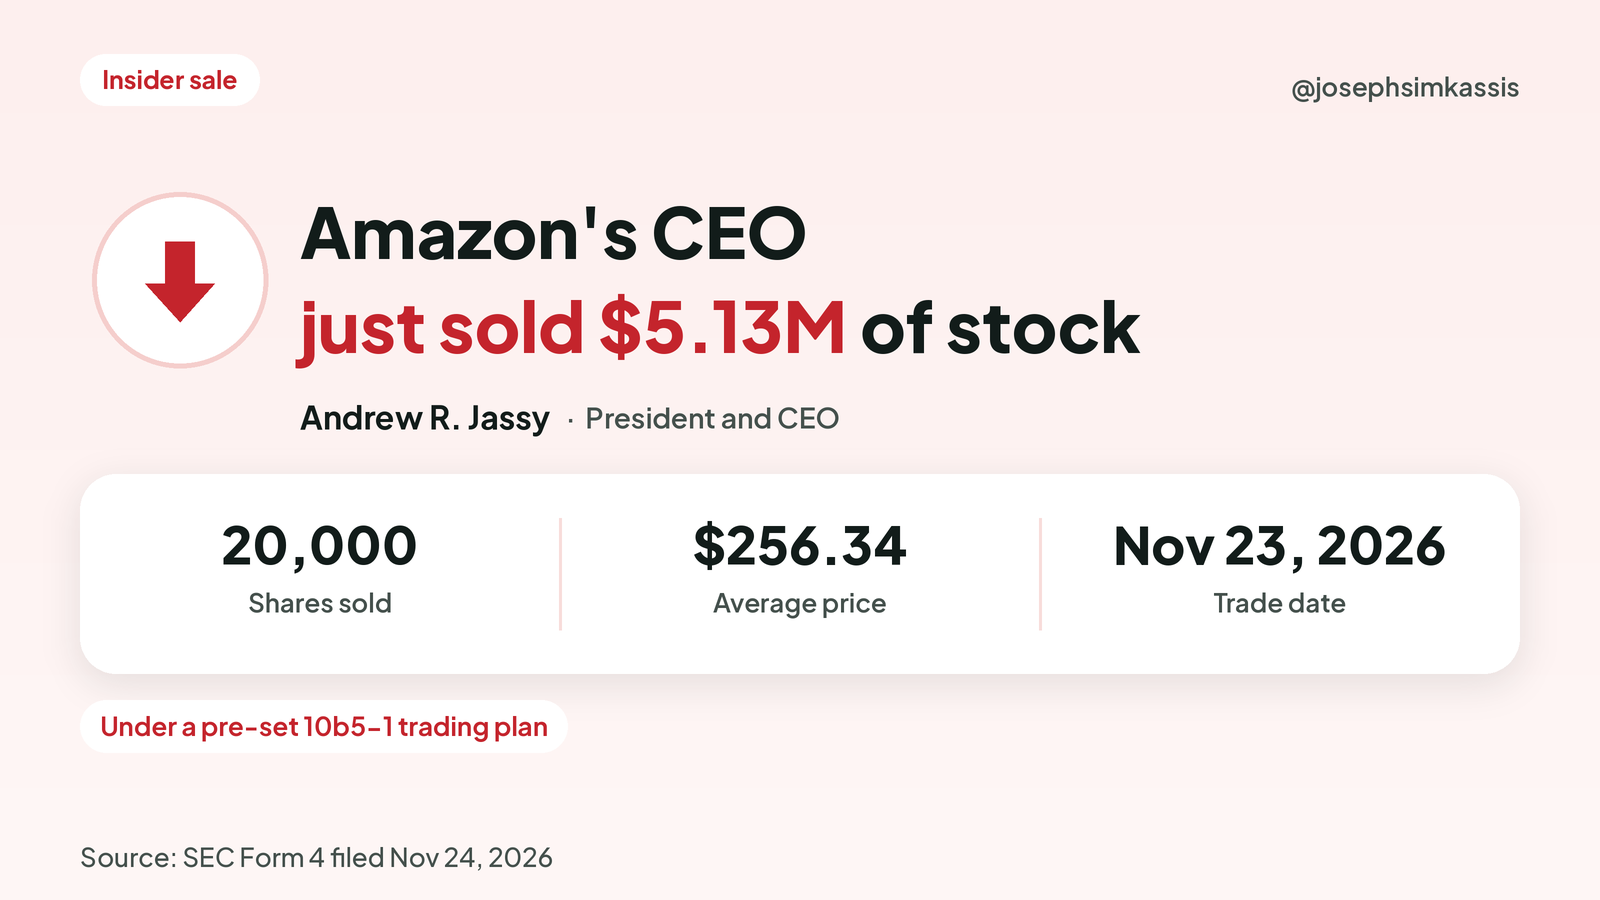 Insider sale
@josephsimkassis
Amazon's CEO
just sold $5.13M of stock
Andrew R. Jassy · President and CEO
20,000
Shares sold
$256.34
Average price
Nov 23, 2026
Trade date
Under a pre-set 10b5-1 trading plan
Source: SEC Form 4 filed Nov 24, 2026